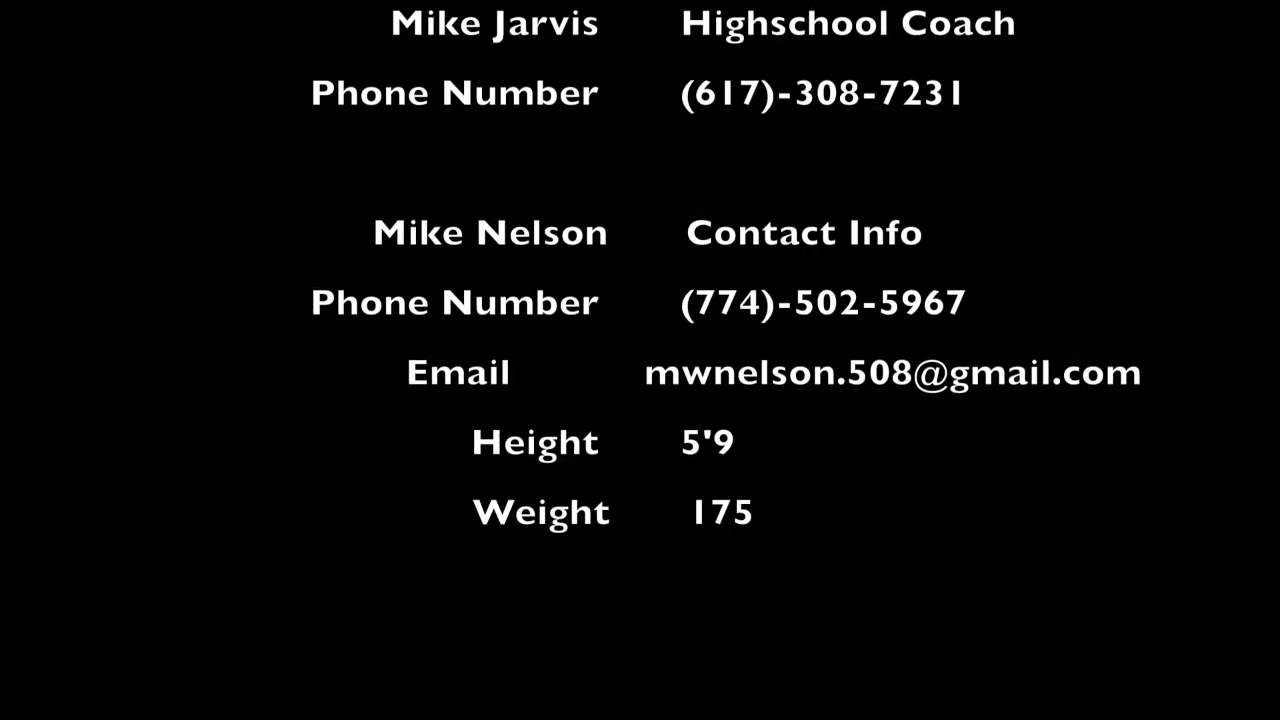 Mike Jarvis Highschool Coach
Phone Number (617)-308-7231
Mike Nelson Contact Info
Phone Number (774)-502-5967
Email mwnelson.508@gmail.com
Height 5'9
Weight 175